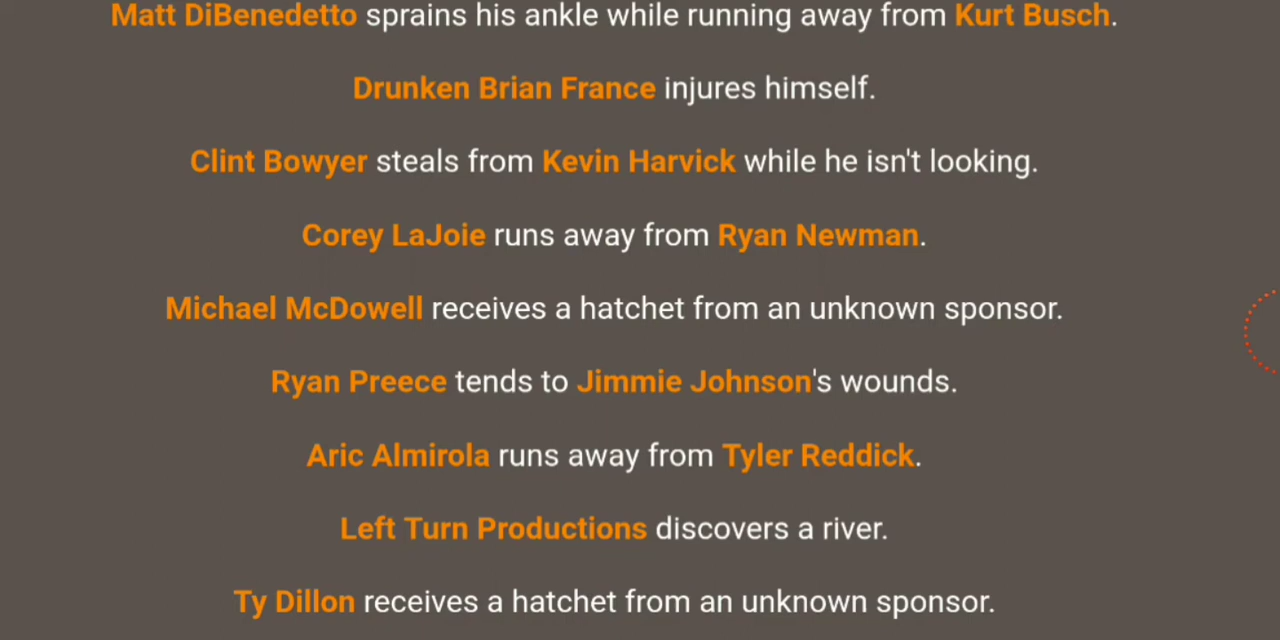 Matt DiBenedetto sprains his ankle while running away from Kurt Busch.
Drunken Brian France injures himself.
Clint Bowyer steals from Kevin Harvick while he isn't looking.
Corey LaJoie runs away from Ryan Newman.
Michael McDowell receives a hatchet from an unknown sponsor.
Ryan Preece tends to Jimmie Johnson's wounds.
Aric Almirola runs away from Tyler Reddick.
Left Turn Productions discovers a river.
Ty Dillon receives a hatchet from an unknown sponsor.